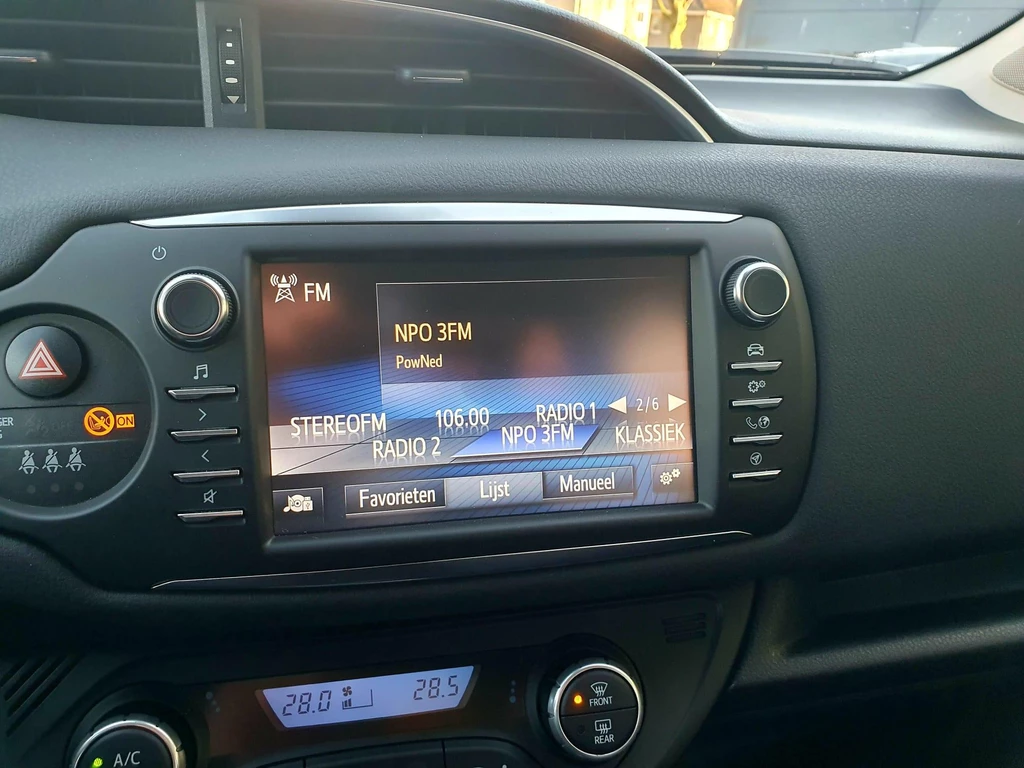 FM
NPO 3FM
PowNed
2/6
STEREOFM 106.00 RADIO 1
RADIO 2 NPO 3FM KLASSIEK
Favorieten Lijst Manueel
ON
28.0 28.5
FRONT
REAR
A/C